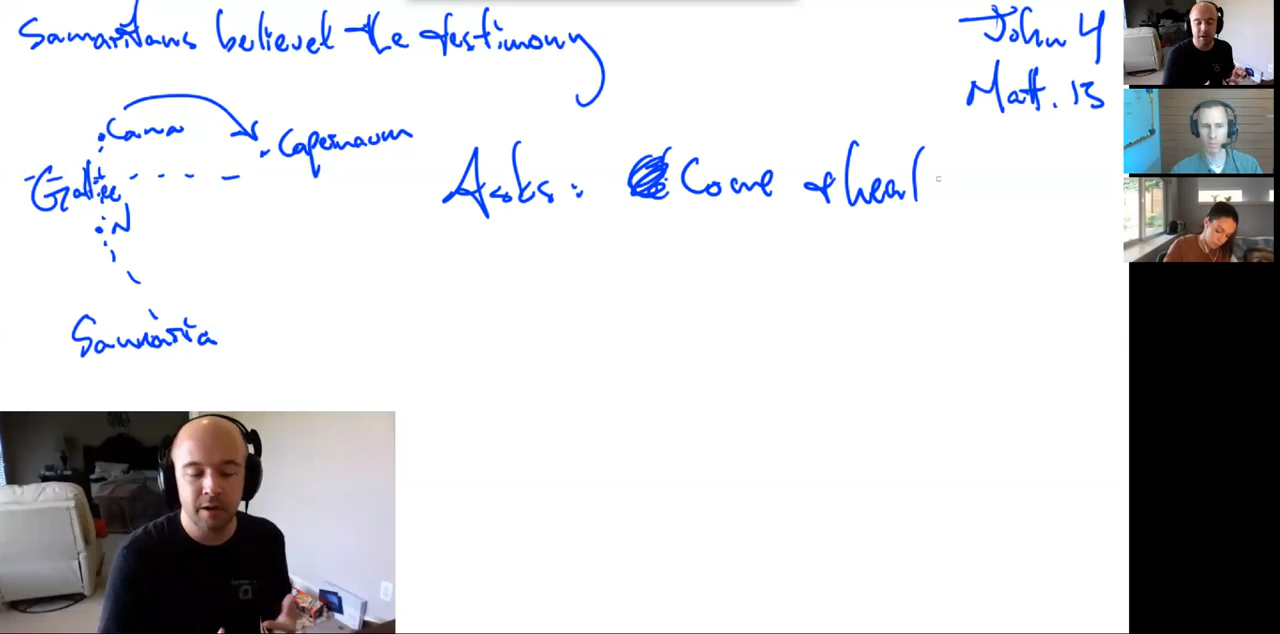 Samaritans believed the testimony
John 4
Matt. 13
Cana
Capernaum
Galilee
Asks: Come & heal
N
Samaria